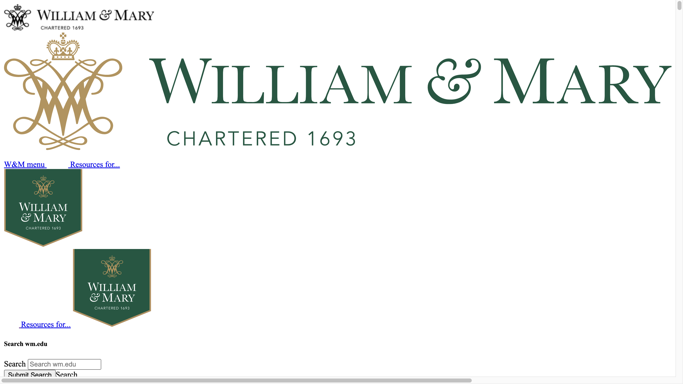 WILLIAM & MARY
CHARTERED 1693
WILLIAM & MARY
CHARTERED 1693
W&M menu Resources for...
WILLIAM
& MARY
CHARTERED 1693
WILLIAM
& MARY
CHARTERED 1693
Resources for...
Search wm.edu
Search Search wm.edu
Submit Search Search